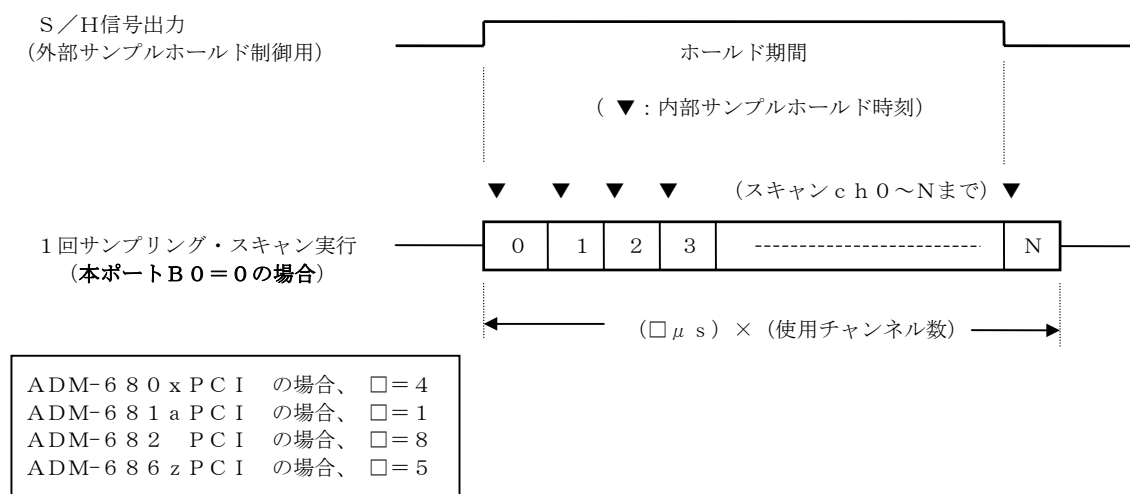 Ｓ／Ｈ信号出力
（外部サンプルホールド制御用）
ホールド期間
（ ▼：内部サンプルホールド時刻）
▼ ▼ ▼ ▼ （スキャンｃｈ０～Ｎまで）▼
１回サンプリング・スキャン実行
（本ポートＢ０＝０の場合）
０ １ ２ ３ Ｎ
（□μｓ）×（使用チャンネル数）
ＡＤＭ-６８０ｘＰＣＩ の場合、 □＝４
ＡＤＭ-６８１ａＰＣＩ の場合、 □＝１
ＡＤＭ-６８２ ＰＣＩ の場合、 □＝８
ＡＤＭ-６８６ｚＰＣＩ の場合、 □＝５